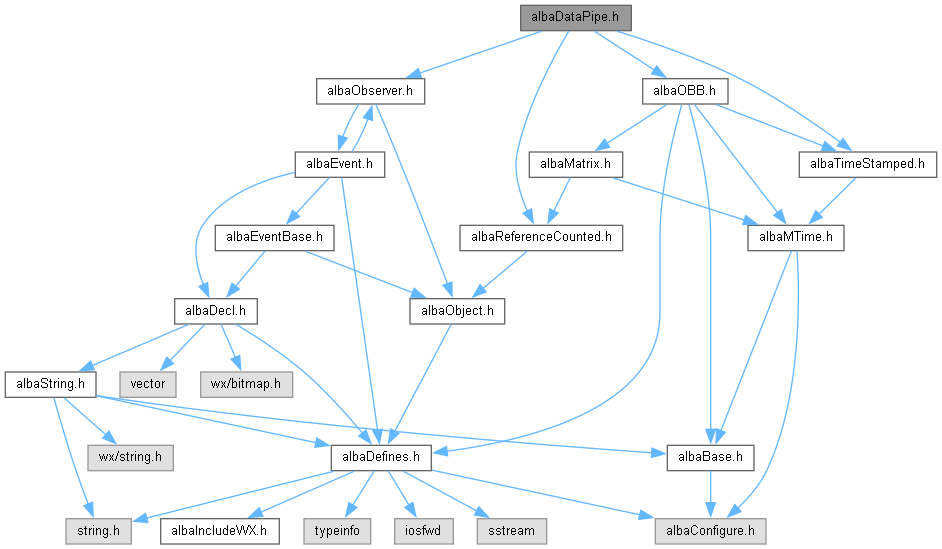 albaDataPipe.h
albaObserver.h
albaOBB.h
albaEvent.h
albaMatrix.h
albaTimeStamped.h
albaEventBase.h
albaReferenceCounted.h
albaMTime.h
albaDecl.h
albaObject.h
albaString.h
vector
wx/bitmap.h
wx/string.h
albaDefines.h
albaBase.h
string.h
albaIncludeWX.h
typeinfo
iosfwd
sstream
albaConfigure.h